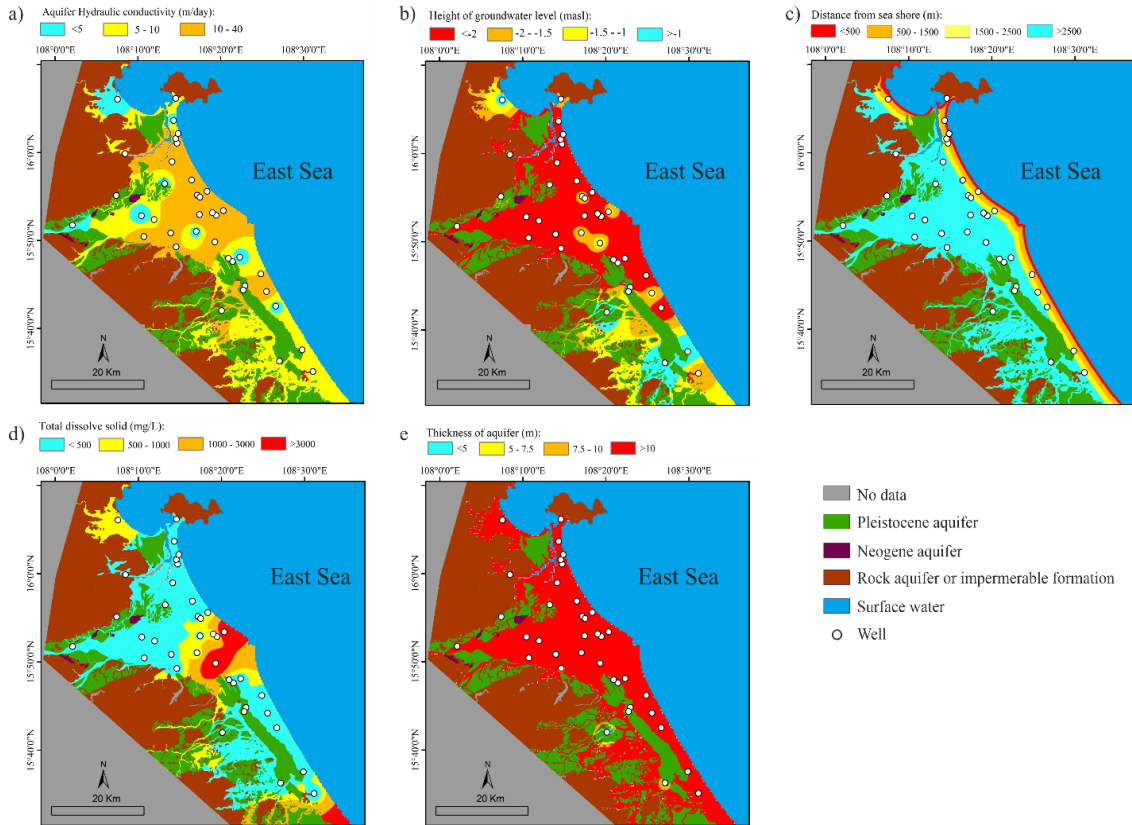 a)
Aquifer Hydraulic conductivity (m/day):
<5 5 - 10 10 - 40
108°0'0"E 108°10'0"E 108°20'0"E 108°30'0"E
16°0'0"N
15°50'0"N
15°40'0"N
East Sea
N
20 Km
b)
Height of groundwater level (masl):
<-2 -2 - -1.5 -1.5 - -1 >-1
108°0'0"E 108°10'0"E 108°20'0"E 108°30'0"E
16°0'0"N
15°50'0"N
15°40'0"N
East Sea
N
20 Km
c)
Distance from sea shore (m):
<500 500 - 1500 1500 - 2500 >2500
108°0'0"E 108°10'0"E 108°20'0"E 108°30'0"E
16°0'0"N
15°50'0"N
15°40'0"N
East Sea
N
20 Km
d)
Total dissolve solid (mg/L):
< 500 500 - 1000 1000 - 3000 >3000
108°0'0"E 108°10'0"E 108°20'0"E 108°30'0"E
16°0'0"N
15°50'0"N
15°40'0"N
East Sea
N
20 Km
e
Thickness of aquifer (m):
<5 5 - 7.5 7.5 - 10 >10
108°0'0"E 108°10'0"E 108°20'0"E 108°30'0"E
16°0'0"N
15°50'0"N
15°40'0"N
East Sea
N
20 Km
No data
Pleistocene aquifer
Neogene aquifer
Rock aquifer or impermerable formation
Surface water
Well